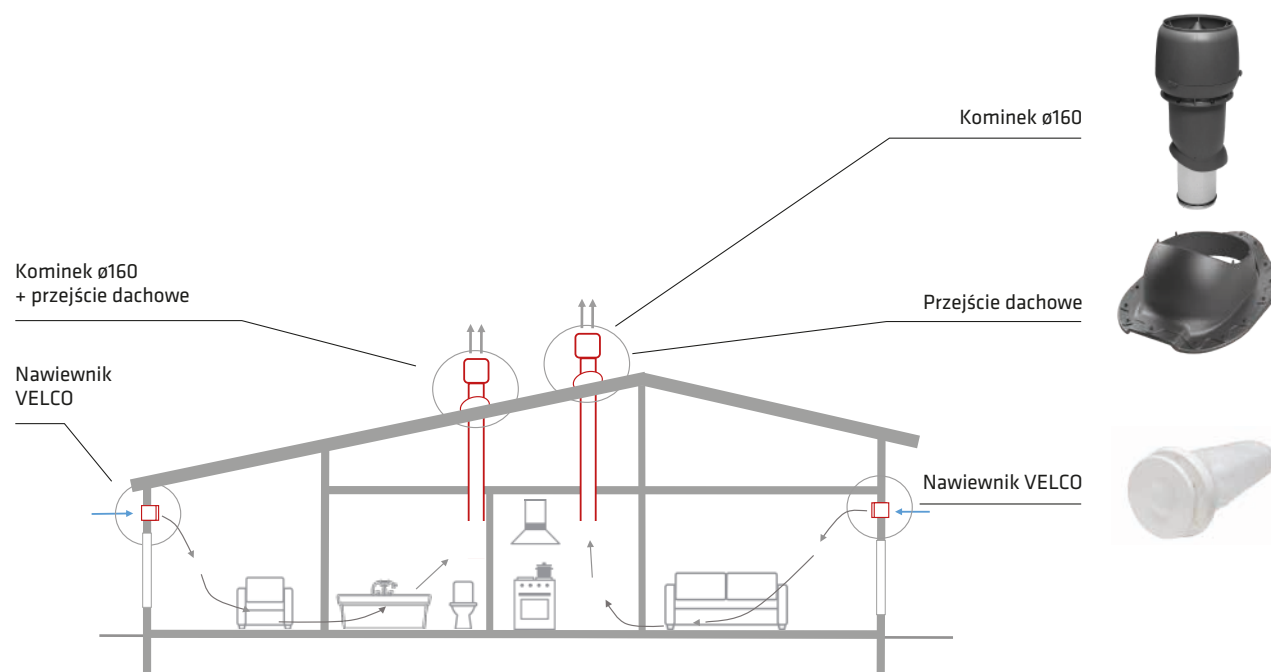 Kominek ø160
Kominek ø160
+ przejście dachowe
Przejście dachowe
Nawiewnik
VELCO
Nawiewnik VELCO